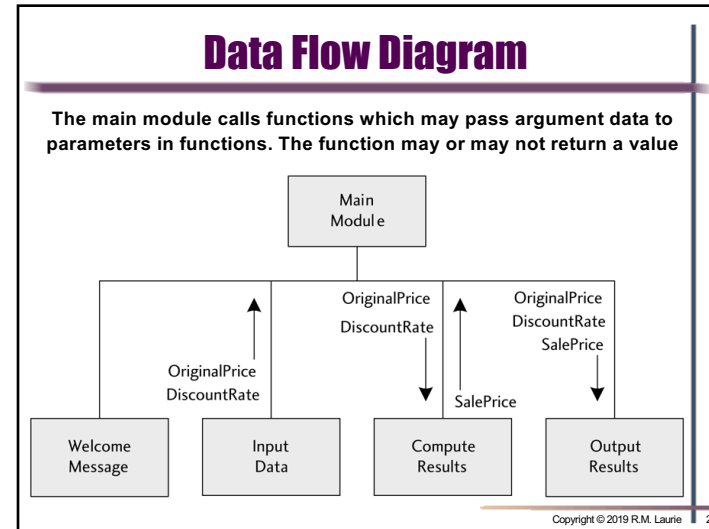 Data Flow Diagram
The main module calls functions which may pass argument data to
parameters in functions. The function may or may not return a value
Main
Module
OriginalPrice
DiscountRate
OriginalPrice
DiscountRate
SalePrice
OriginalPrice
DiscountRate
SalePrice
Welcome
Message
Input
Data
Compute
Results
Output
Results
Copyright © 2019 R.M. Laurie 2